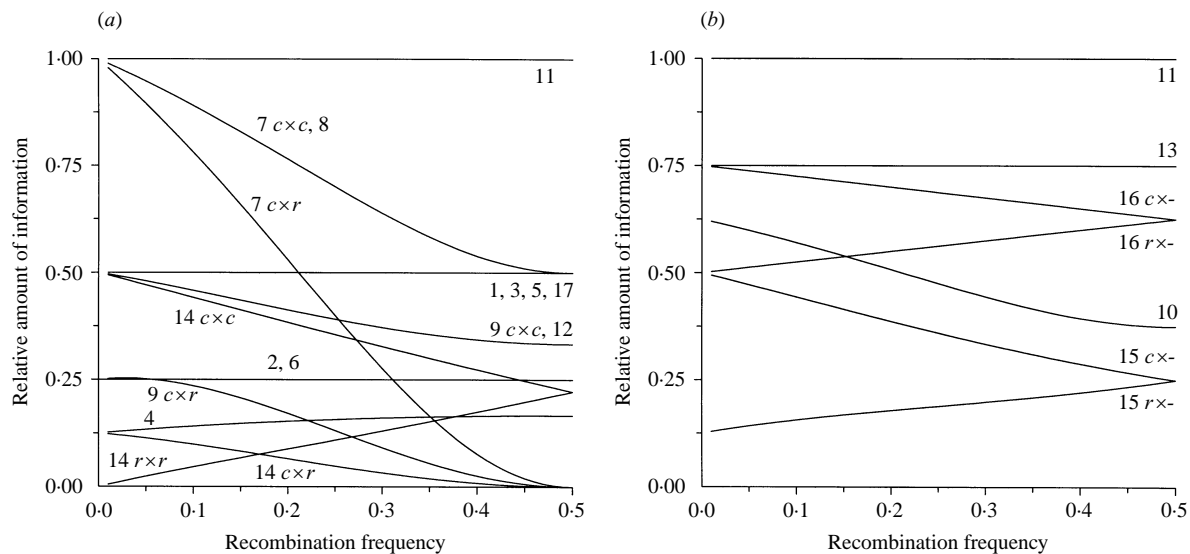 (a)
1·00
0·75
0·50
0·25
0·00
0·0
0·1
0·2
0·3
0·4
0·5
Relative amount of information
Recombination frequency
11
7 c×c, 8
7 c×r
1, 3, 5, 17
14 c×c
9 c×c, 12
2, 6
9 c×r
4
14 r×r
14 c×r
(b)
1·00
0·75
0·50
0·25
0·00
0·0
0·1
0·2
0·3
0·4
0·5
Relative amount of information
Recombination frequency
11
13
16 c×-
16 r×-
10
15 c×-
15 r×-